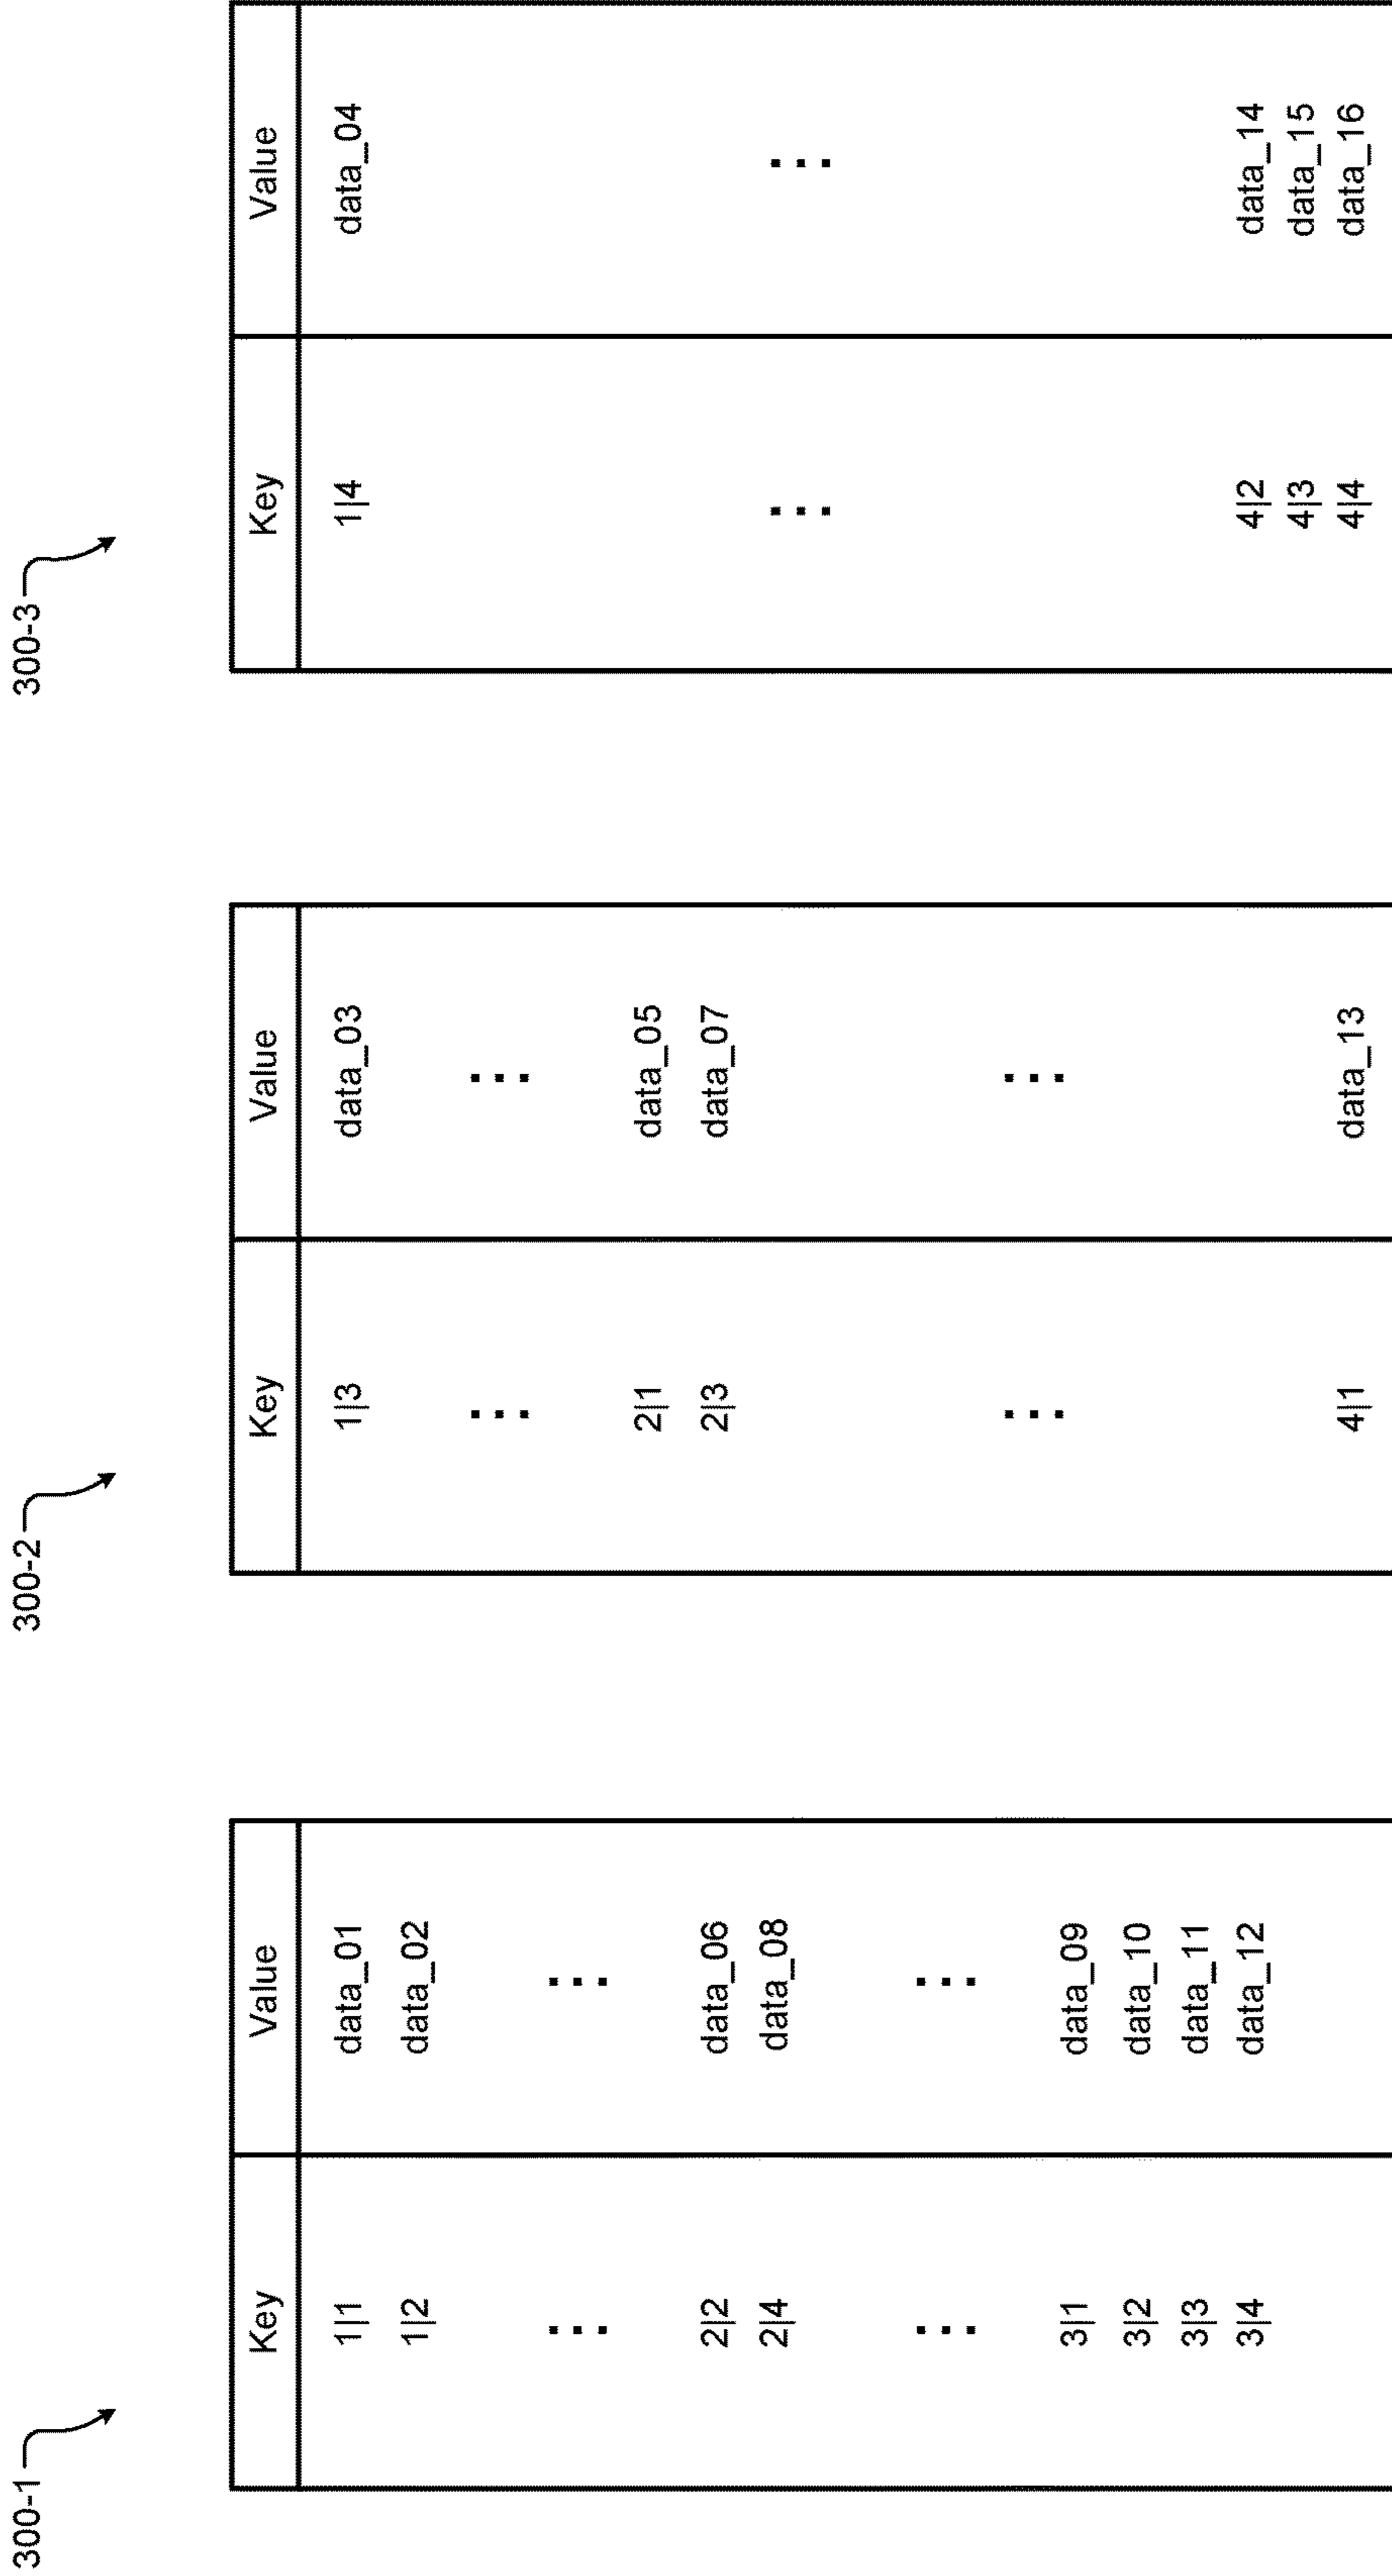 300-1
Key Value
1|1 data_01
1|2 data_02
⋮ ⋮
2|2 data_06
2|4 data_08
⋮ ⋮
3|1 data_09
3|2 data_10
3|3 data_11
3|4 data_12
300-2
Key Value
1|3 data_03
⋮ ⋮
2|1 data_05
2|3 data_07
⋮ ⋮
4|1 data_13
300-3
Key Value
1|4 data_04
⋮ ⋮
4|2 data_14
4|3 data_15
4|4 data_16